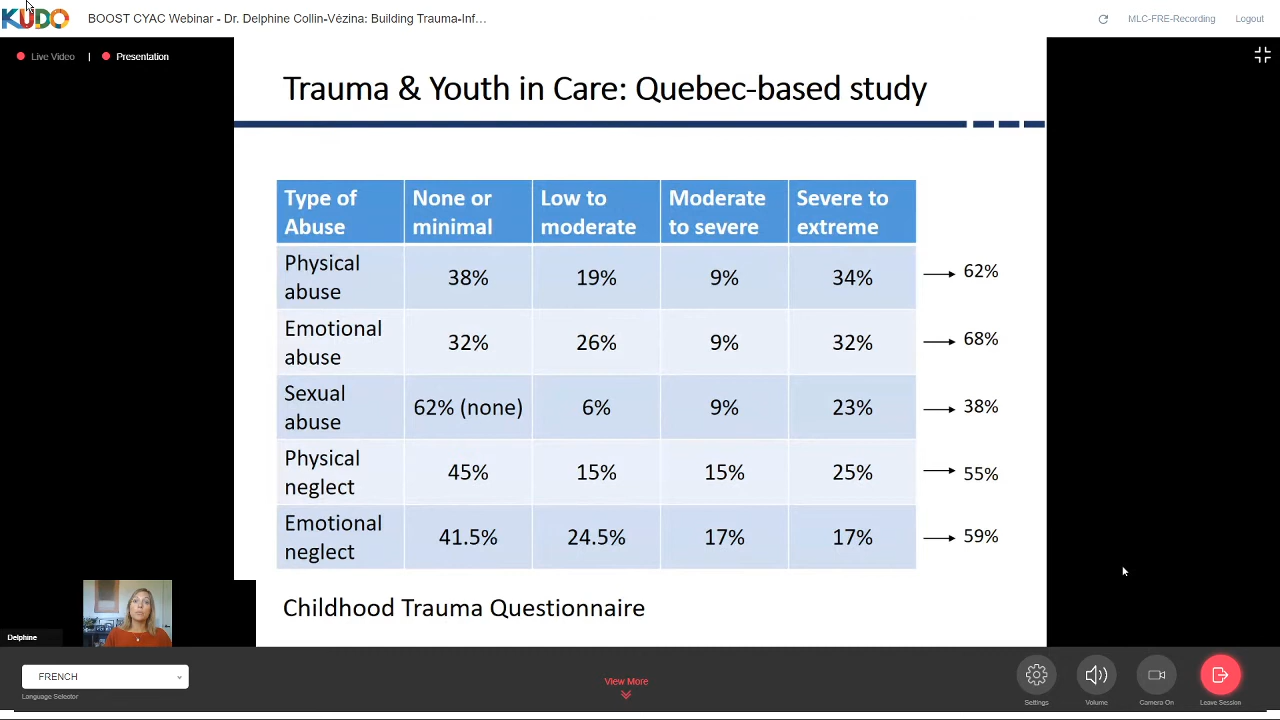 KUDO BOOST CYAC Webinar - Dr. Delphine Collin-Vézina: Building Trauma-Inf... MLC-FRE-Recording Logout
Live Video | Presentation
Trauma & Youth in Care: Quebec-based study
Type of Abuse None or minimal Low to moderate Moderate to severe Severe to extreme
Physical abuse 38% 19% 9% 34% → 62%
Emotional abuse 32% 26% 9% 32% → 68%
Sexual abuse 62% (none) 6% 9% 23% → 38%
Physical neglect 45% 15% 15% 25% → 55%
Emotional neglect 41.5% 24.5% 17% 17% → 59%
Childhood Trauma Questionnaire
Delphine
FRENCH
Language Selector
View More
Settings Volume Camera On Leave Session